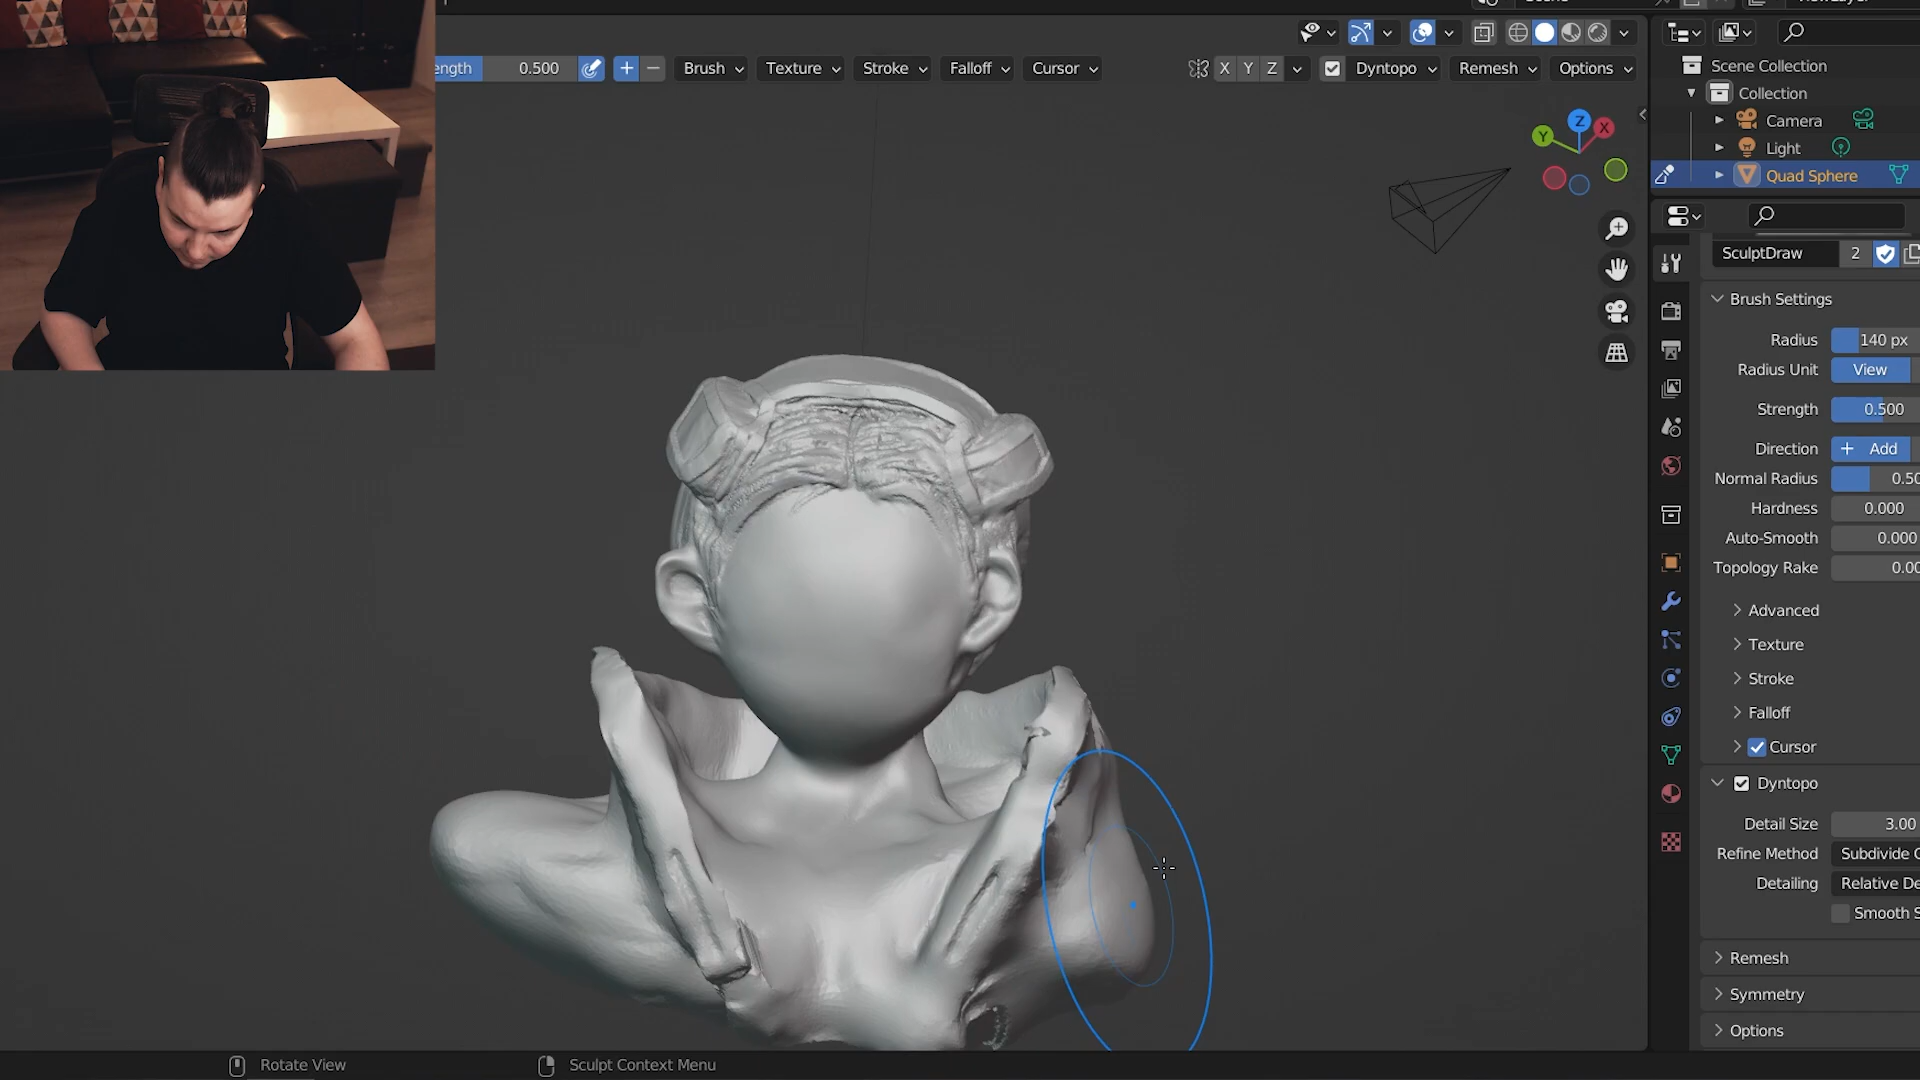 ength 0.500 Brush Texture Stroke Falloff Cursor X Y Z Dyntopo Remesh Options
Scene Collection
Collection
Camera
Light
Quad Sphere
Z
X
Y
SculptDraw 2
Brush Settings
Radius 140 px
Radius Unit View
Strength 0.500
Direction + Add
Normal Radius 0.50
Hardness 0.000
Auto-Smooth 0.000
Topology Rake 0.00
Advanced
Texture
Stroke
Falloff
Cursor
Dyntopo
Detail Size 3.00
Refine Method Subdivide C
Detailing Relative De
Smooth S
Remesh
Symmetry
Options
Rotate View Sculpt Context Menu